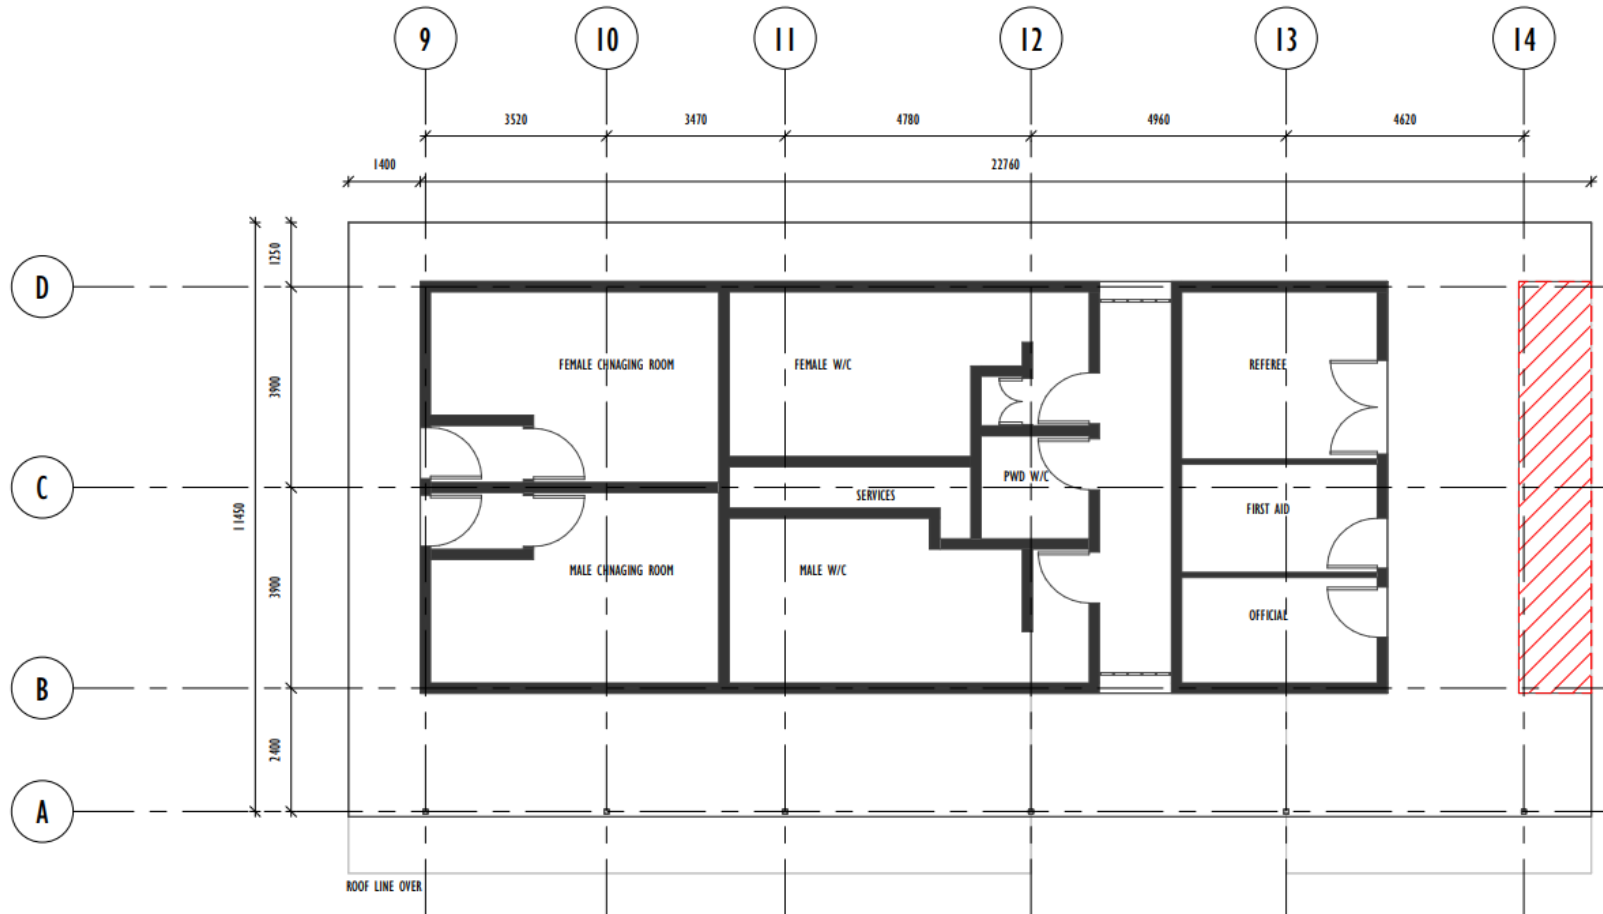 9 10 11 12 13 14
3520 3470 4780 4960 4620
1400 22760
1250
D
FEMALE CHNAGING ROOM FEMALE W/C REFEREE
3900
PWD W/C
C
SERVICES
FIRST AID
11450
MALE CHNAGING ROOM MALE W/C
3900
OFFICIAL
B
2400
A
ROOF LINE OVER